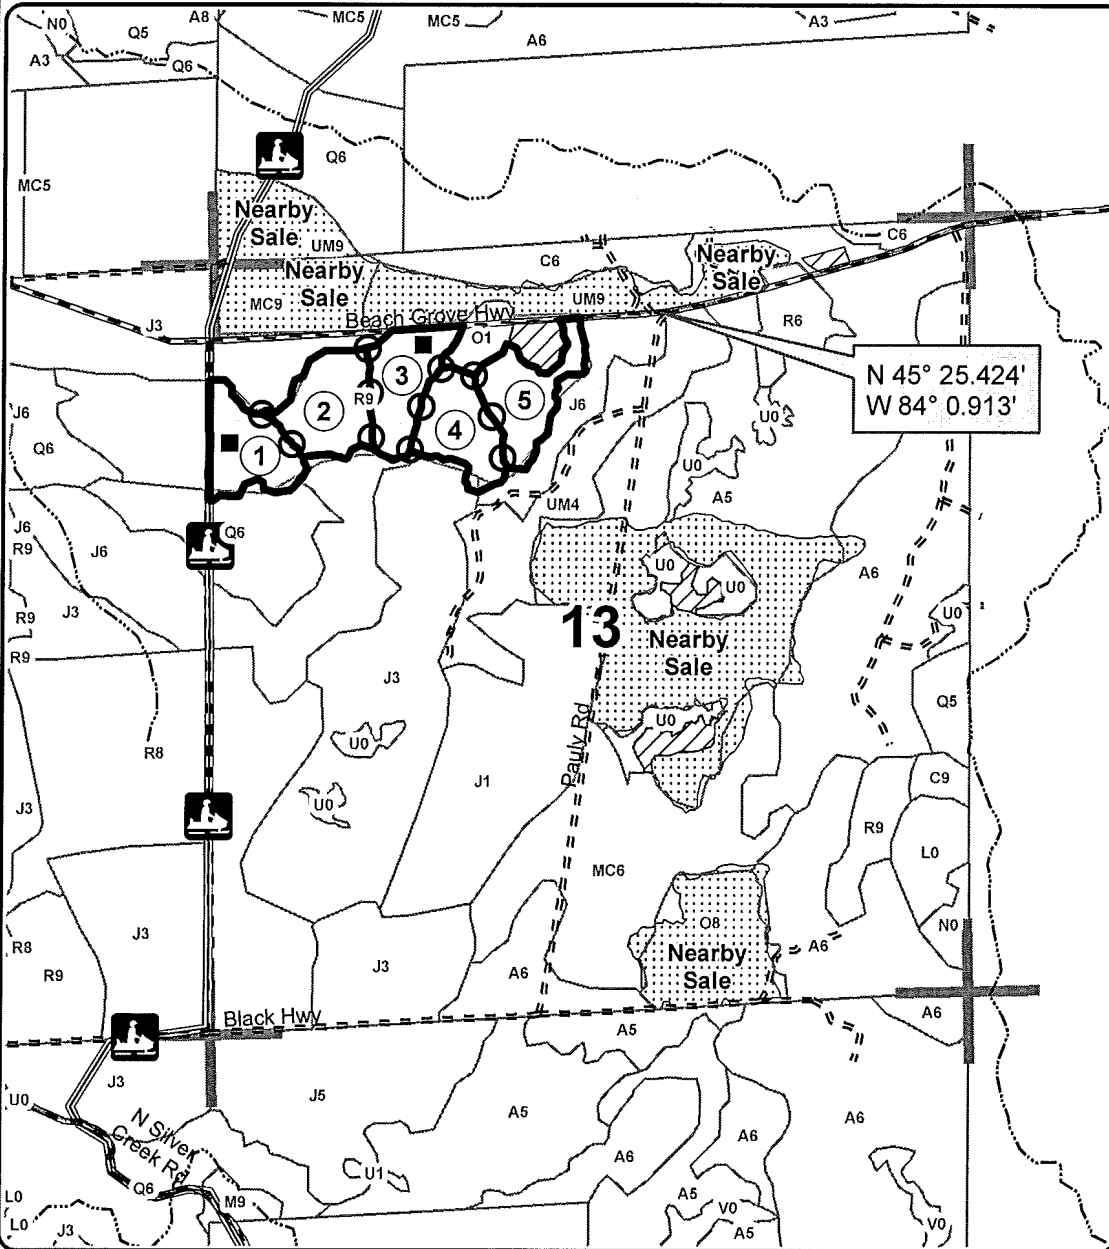 N0
Q5
A8
MC5
MC5
A6
A3
A3
Q6
Q6
MC5
Nearby
Sale
UM9
C6
C6
Nearby
Sale
MC9
Nearby
Sale
UM9
J3
Beach Grove Hwy
O1
R6
N 45° 25.424'
W 84° 0.913'
3
5
2
R9
4
1
J6
J6
Q6
U0
U0
A5
UM4
Q6
J6
R9
J6
J3
R9
R9
U0
U0
A6
U0
13
Nearby
Sale
J3
Q5
U0
U0
R8
Pauly Rd
J1
U0
J3
C9
R9
L0
MC6
O8
Nearby
Sale
N0
A6
R8
R9
J3
J3
A6
Black Hwy
A5
A6
J3
J5
U0
A5
A6
A6
A6
N Silver
Creek Rd
U1
Q6
M9
L0
L0
J3
A5
V0
A5
V0